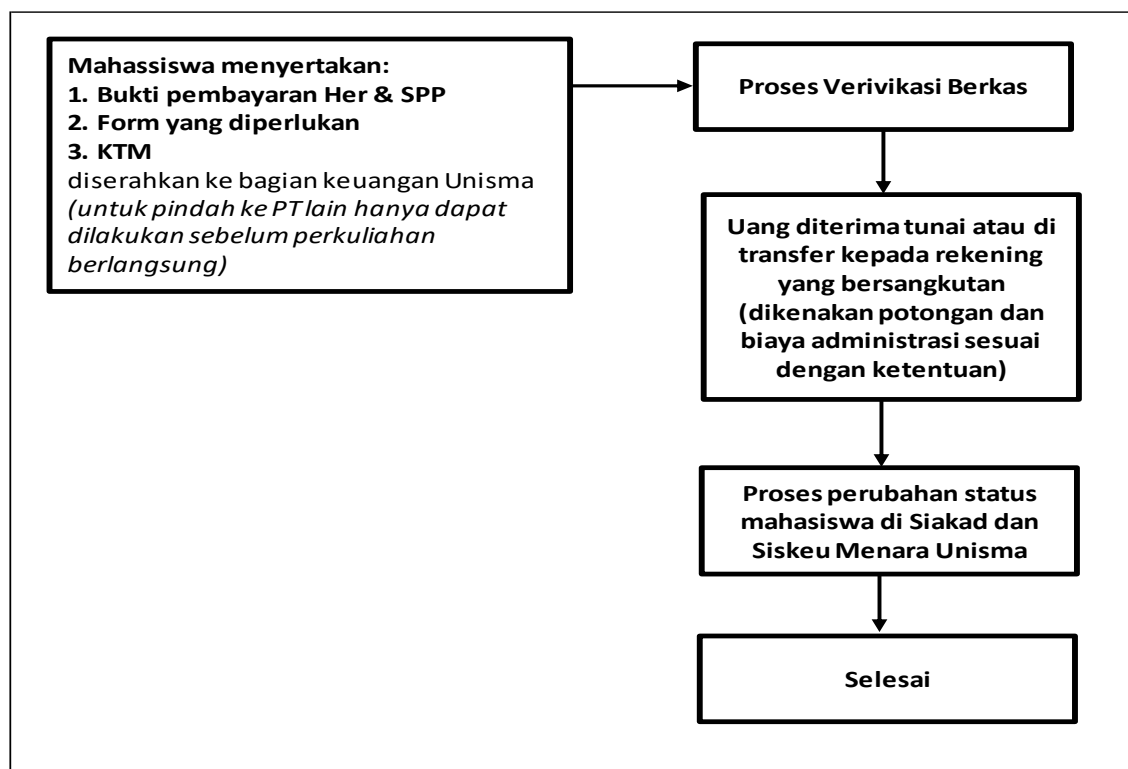 Mahassiswa menyertakan:
1. Bukti pembayaran Her & SPP
2. Form yang diperlukan
3. KTM
diserahkan ke bagian keuangan Unisma
(untuk pindah ke PT lain hanya dapat
dilakukan sebelum perkuliahan
berlangsung)
Proses Verivikasi Berkas
Uang diterima tunai atau di
transfer kepada rekening
yang bersangkutan
(dikenakan potongan dan
biaya administrasi sesuai
dengan ketentuan)
Proses perubahan status
mahasiswa di Siakad dan
Siskeu Menara Unisma
Selesai